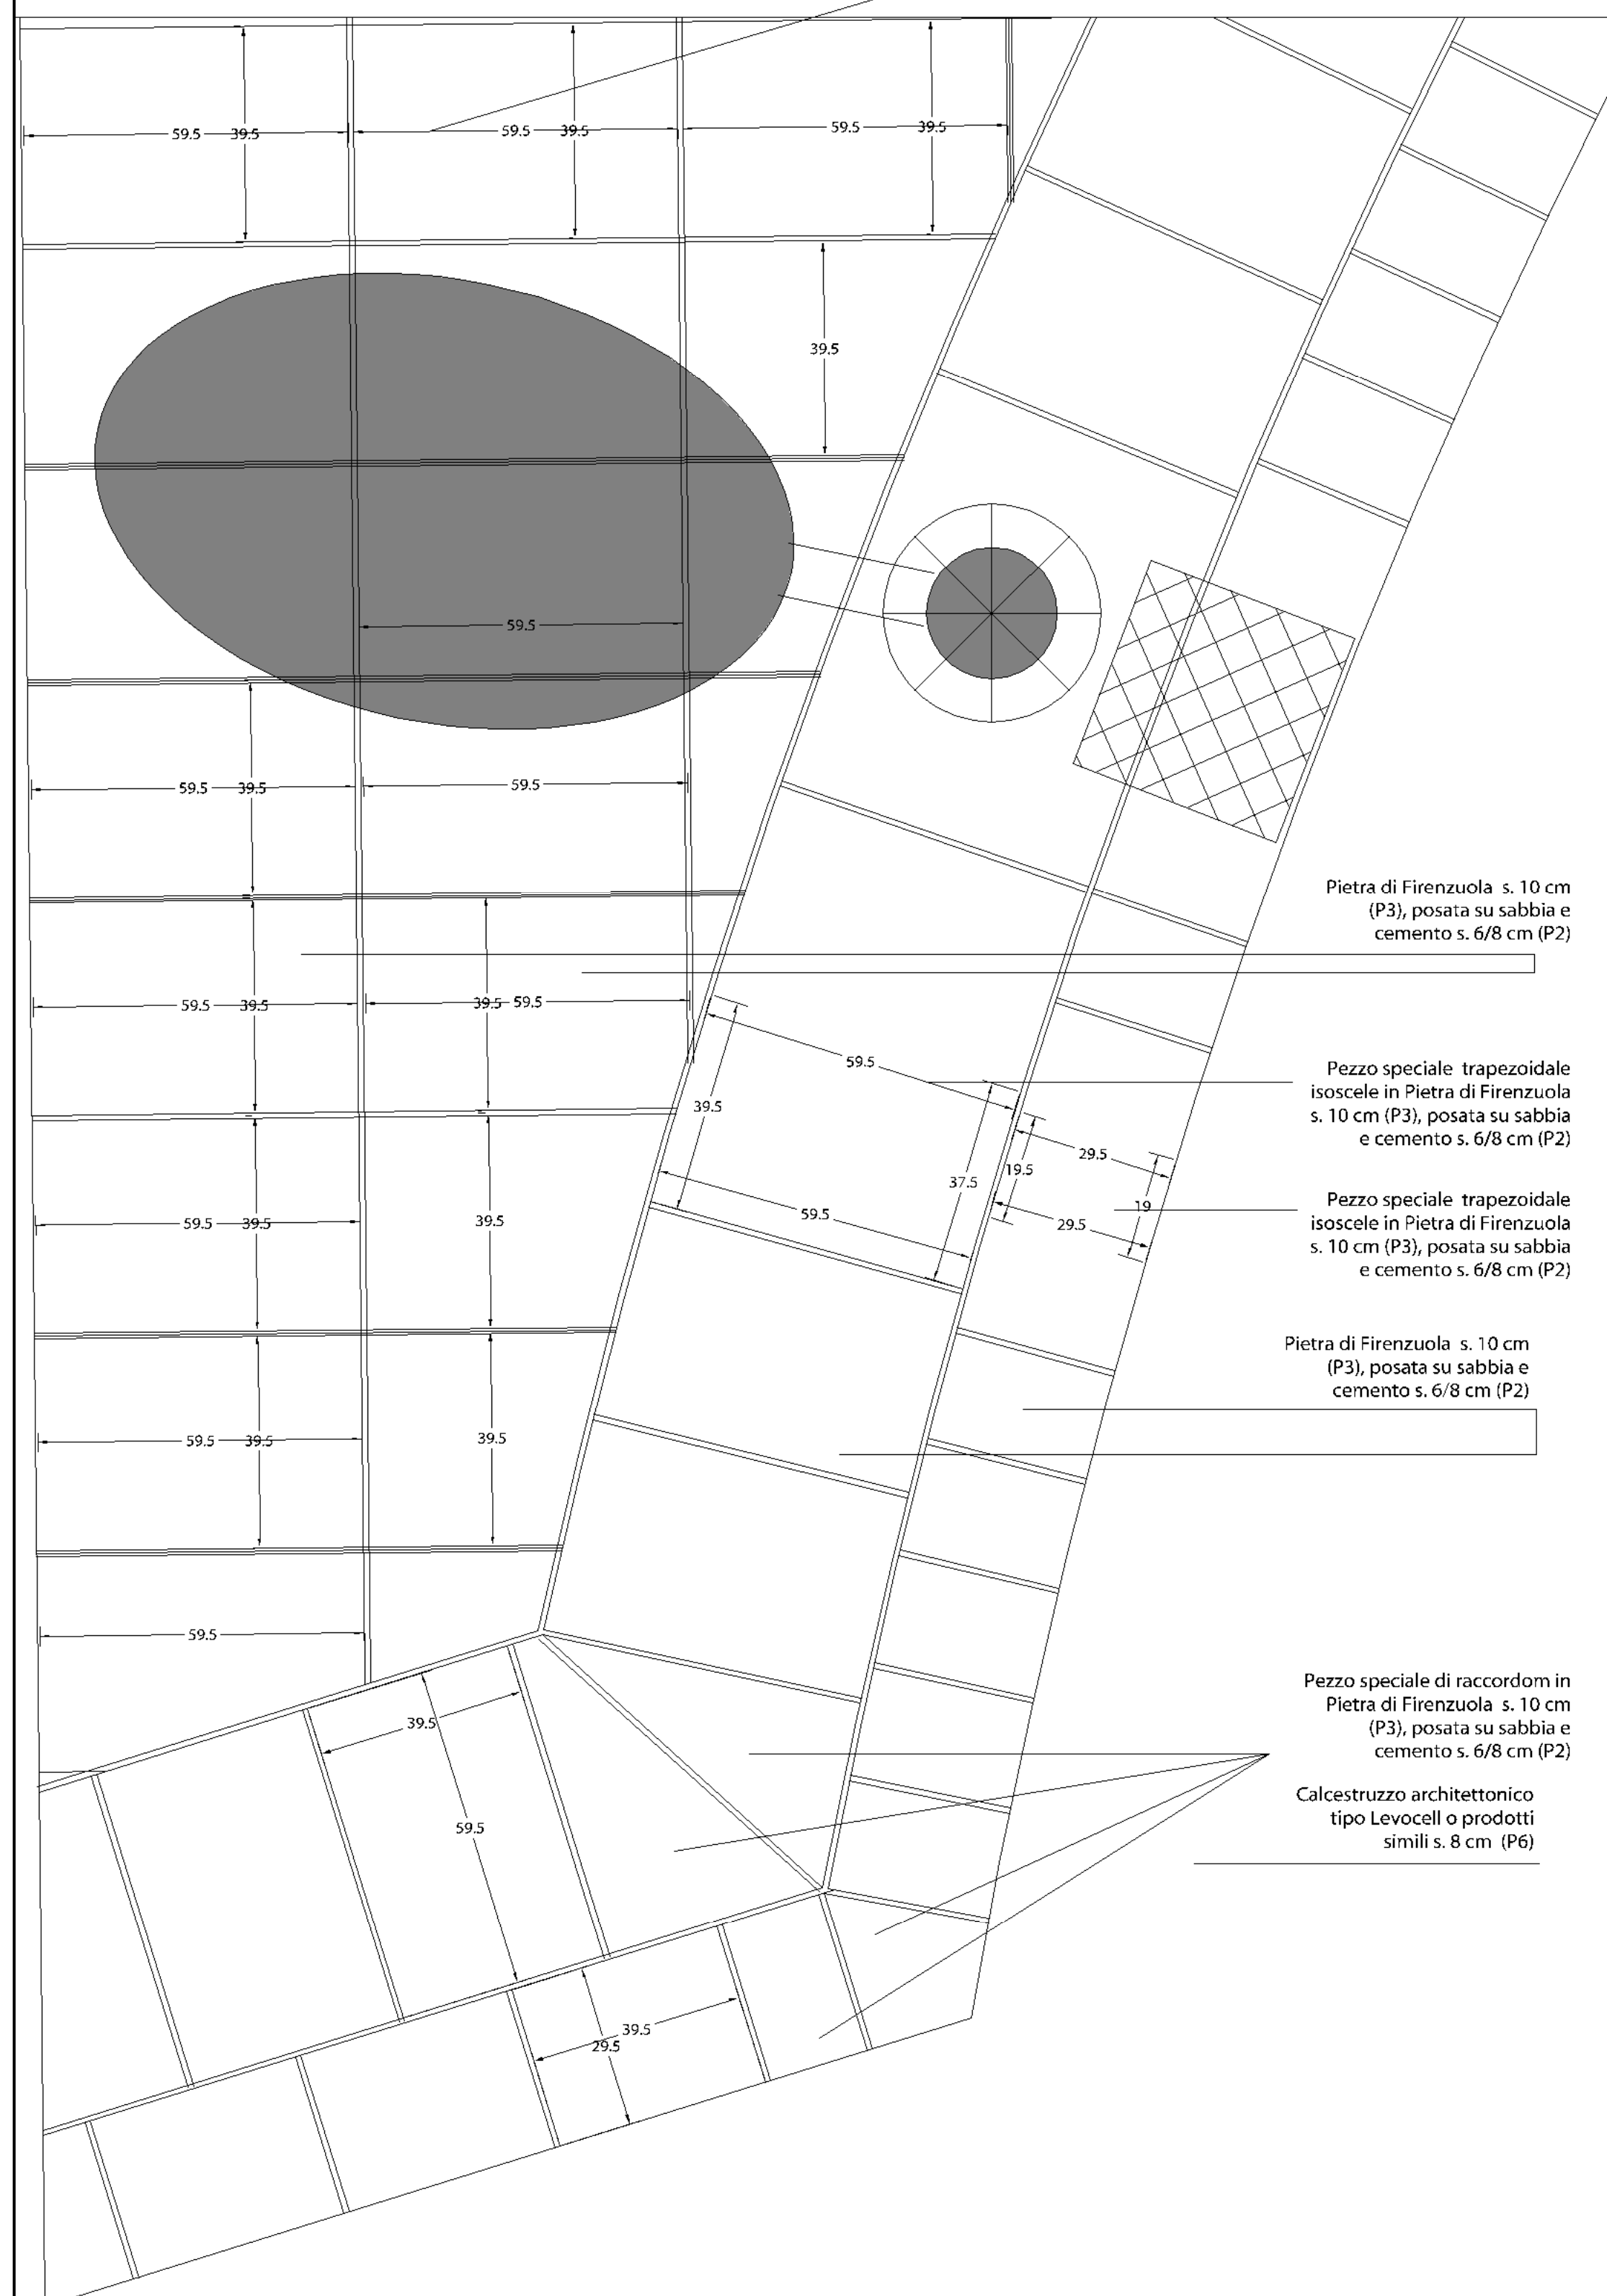 59.5 39.5 59.5 39.5 59.5 39.5
39.5
59.5
59.5 39.5 59.5
Pietra di Firenzuola s. 10 cm
(P3), posata su sabbia e
cemento s. 6/8 cm (P2)
59.5 39.5 39.5 59.5
59.5
39.5
37.5
59.5
Pezzo speciale trapezoidale
isoscele in Pietra di Firenzuola
s. 10 cm (P3), posata su sabbia
e cemento s. 6/8 cm (P2)
29.5
19.5
19
29.5
Pezzo speciale trapezoidale
isoscele in Pietra di Firenzuola
s. 10 cm (P3), posata su sabbia
e cemento s. 6/8 cm (P2)
59.5 39.5 39.5
Pietra di Firenzuola s. 10 cm
(P3), posata su sabbia e
cemento s. 6/8 cm (P2)
59.5 39.5 39.5
59.5
39.5
59.5
Pezzo speciale di raccordom in
Pietra di Firenzuola s. 10 cm
(P3), posata su sabbia e
cemento s. 6/8 cm (P2)
Calcestruzzo architettonico
tipo Levocell o prodotti
simili s. 8 cm (P6)
39.5
29.5